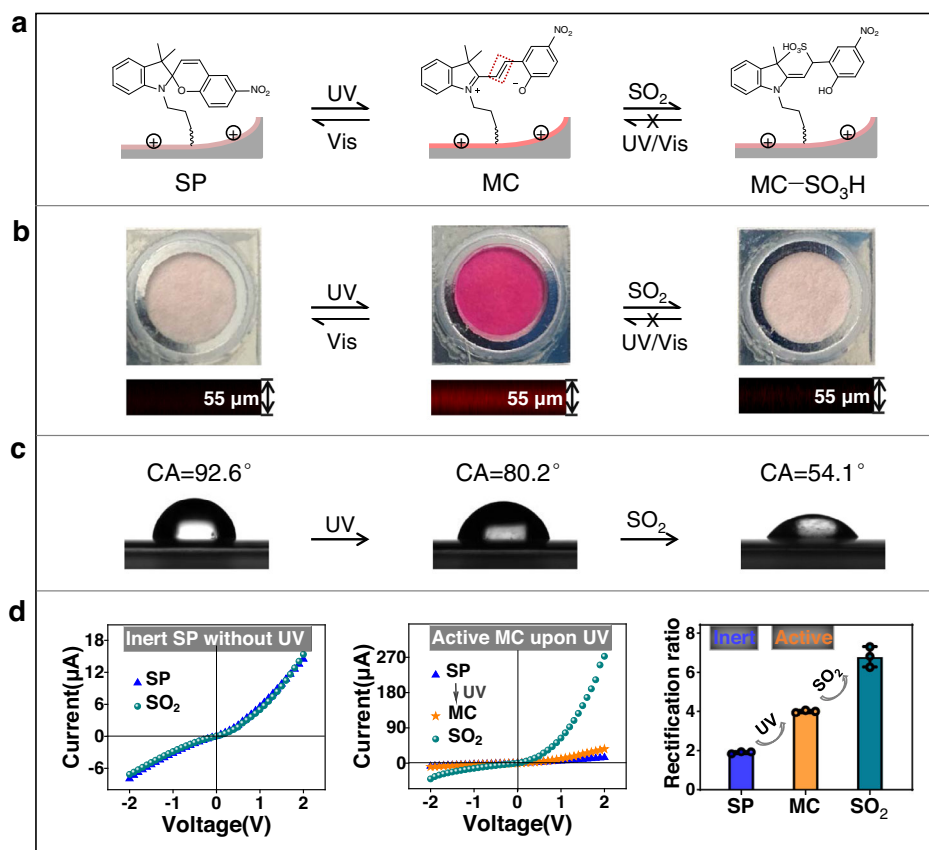 a
NO₂
N
O
NO₂
UV
Vis
N
+
O
−
NO₂
SO₂
X
UV/Vis
HO₃S
NO₂
N
HO
+ +
+ +
+ +
SP
MC
MC−SO₃H
b
UV
Vis
SO₂
X
UV/Vis
55 μm
55 μm
55 μm
c
CA=92.6°
CA=80.2°
CA=54.1°
UV
SO₂
d
Inert SP without UV
SP
SO₂
Current(μA)
18
12
6
0
-6
-2 -1 0 1 2
Voltage(V)
Active MC upon UV
SP
UV
MC
SO₂
Current(μA)
270
180
90
0
-2 -1 0 1 2
Voltage(V)
Inert Active
UV
SO₂
Rectification ratio
8
6
4
2
0
SP MC SO₂